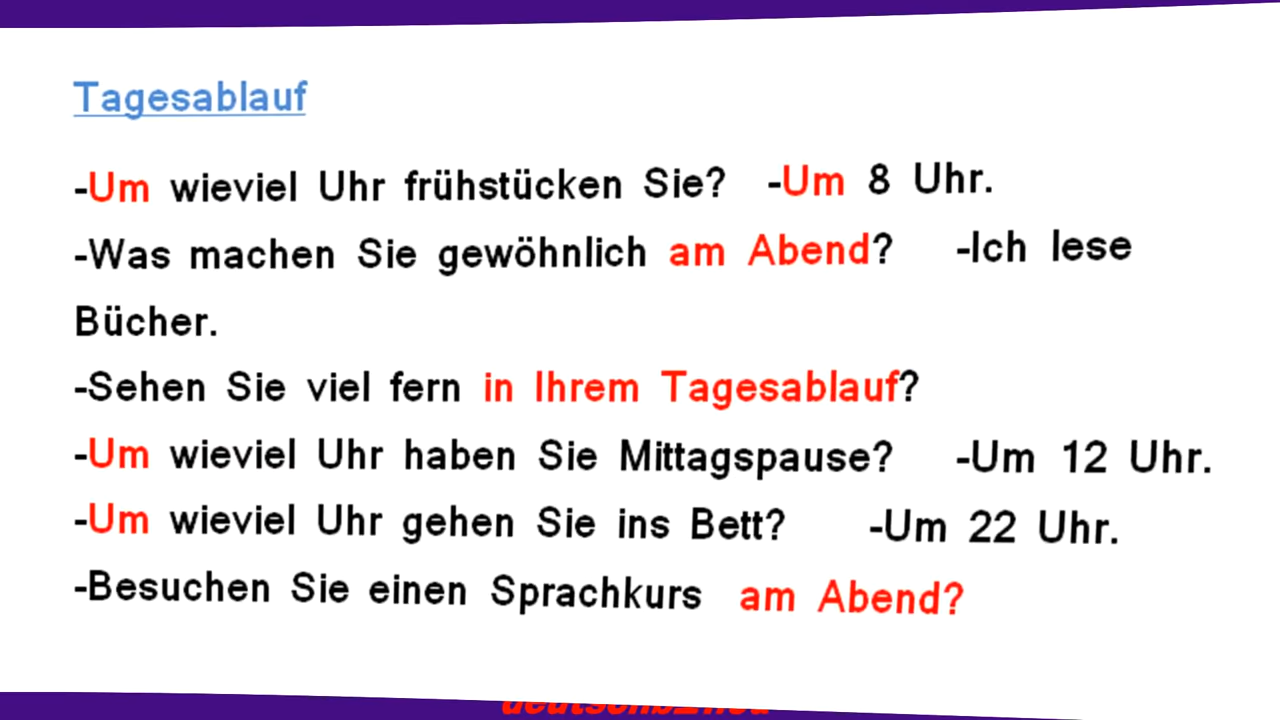 Tagesablauf
-Um wieviel Uhr frühstücken Sie? -Um 8 Uhr.
-Was machen Sie gewöhnlich am Abend? -Ich lese
Bücher.
-Sehen Sie viel fern in Ihrem Tagesablauf?
-Um wieviel Uhr haben Sie Mittagspause? -Um 12 Uhr.
-Um wieviel Uhr gehen Sie ins Bett? -Um 22 Uhr.
-Besuchen Sie einen Sprachkurs am Abend?